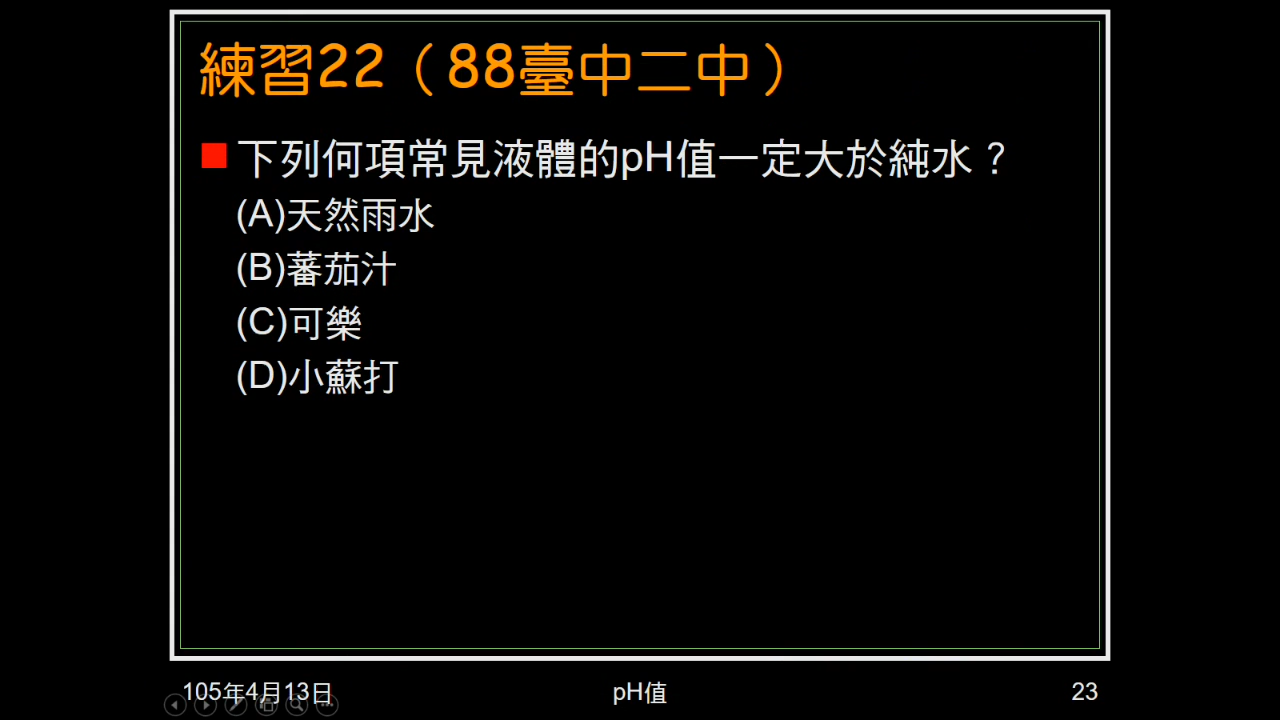 練習22（88臺中二中）
下列何項常見液體的pH值一定大於純水？
(A)天然雨水
(B)蕃茄汁
(C)可樂
(D)小蘇打
105年4月13日
pH值
23